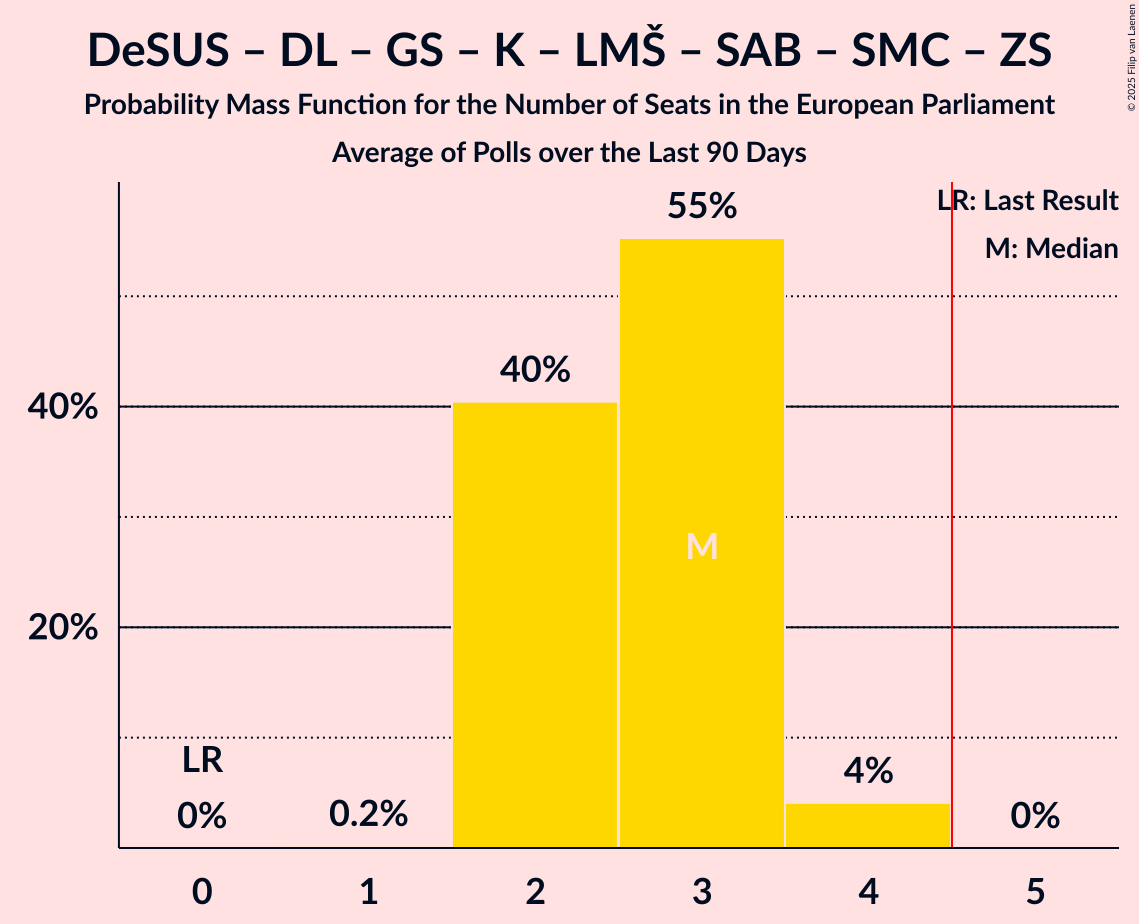 DeSUS – DL – GS – K – LMŠ – SAB – SMC – ZS
Probability Mass Function for the Number of Seats in the European Parliament
Average of Polls over the Last 90 Days
© 2025 Filip van Laenen
LR: Last Result
M: Median
55%
40%
40%
M
20%
LR
4%
0%
0.2%
0%
0 1 2 3 4 5